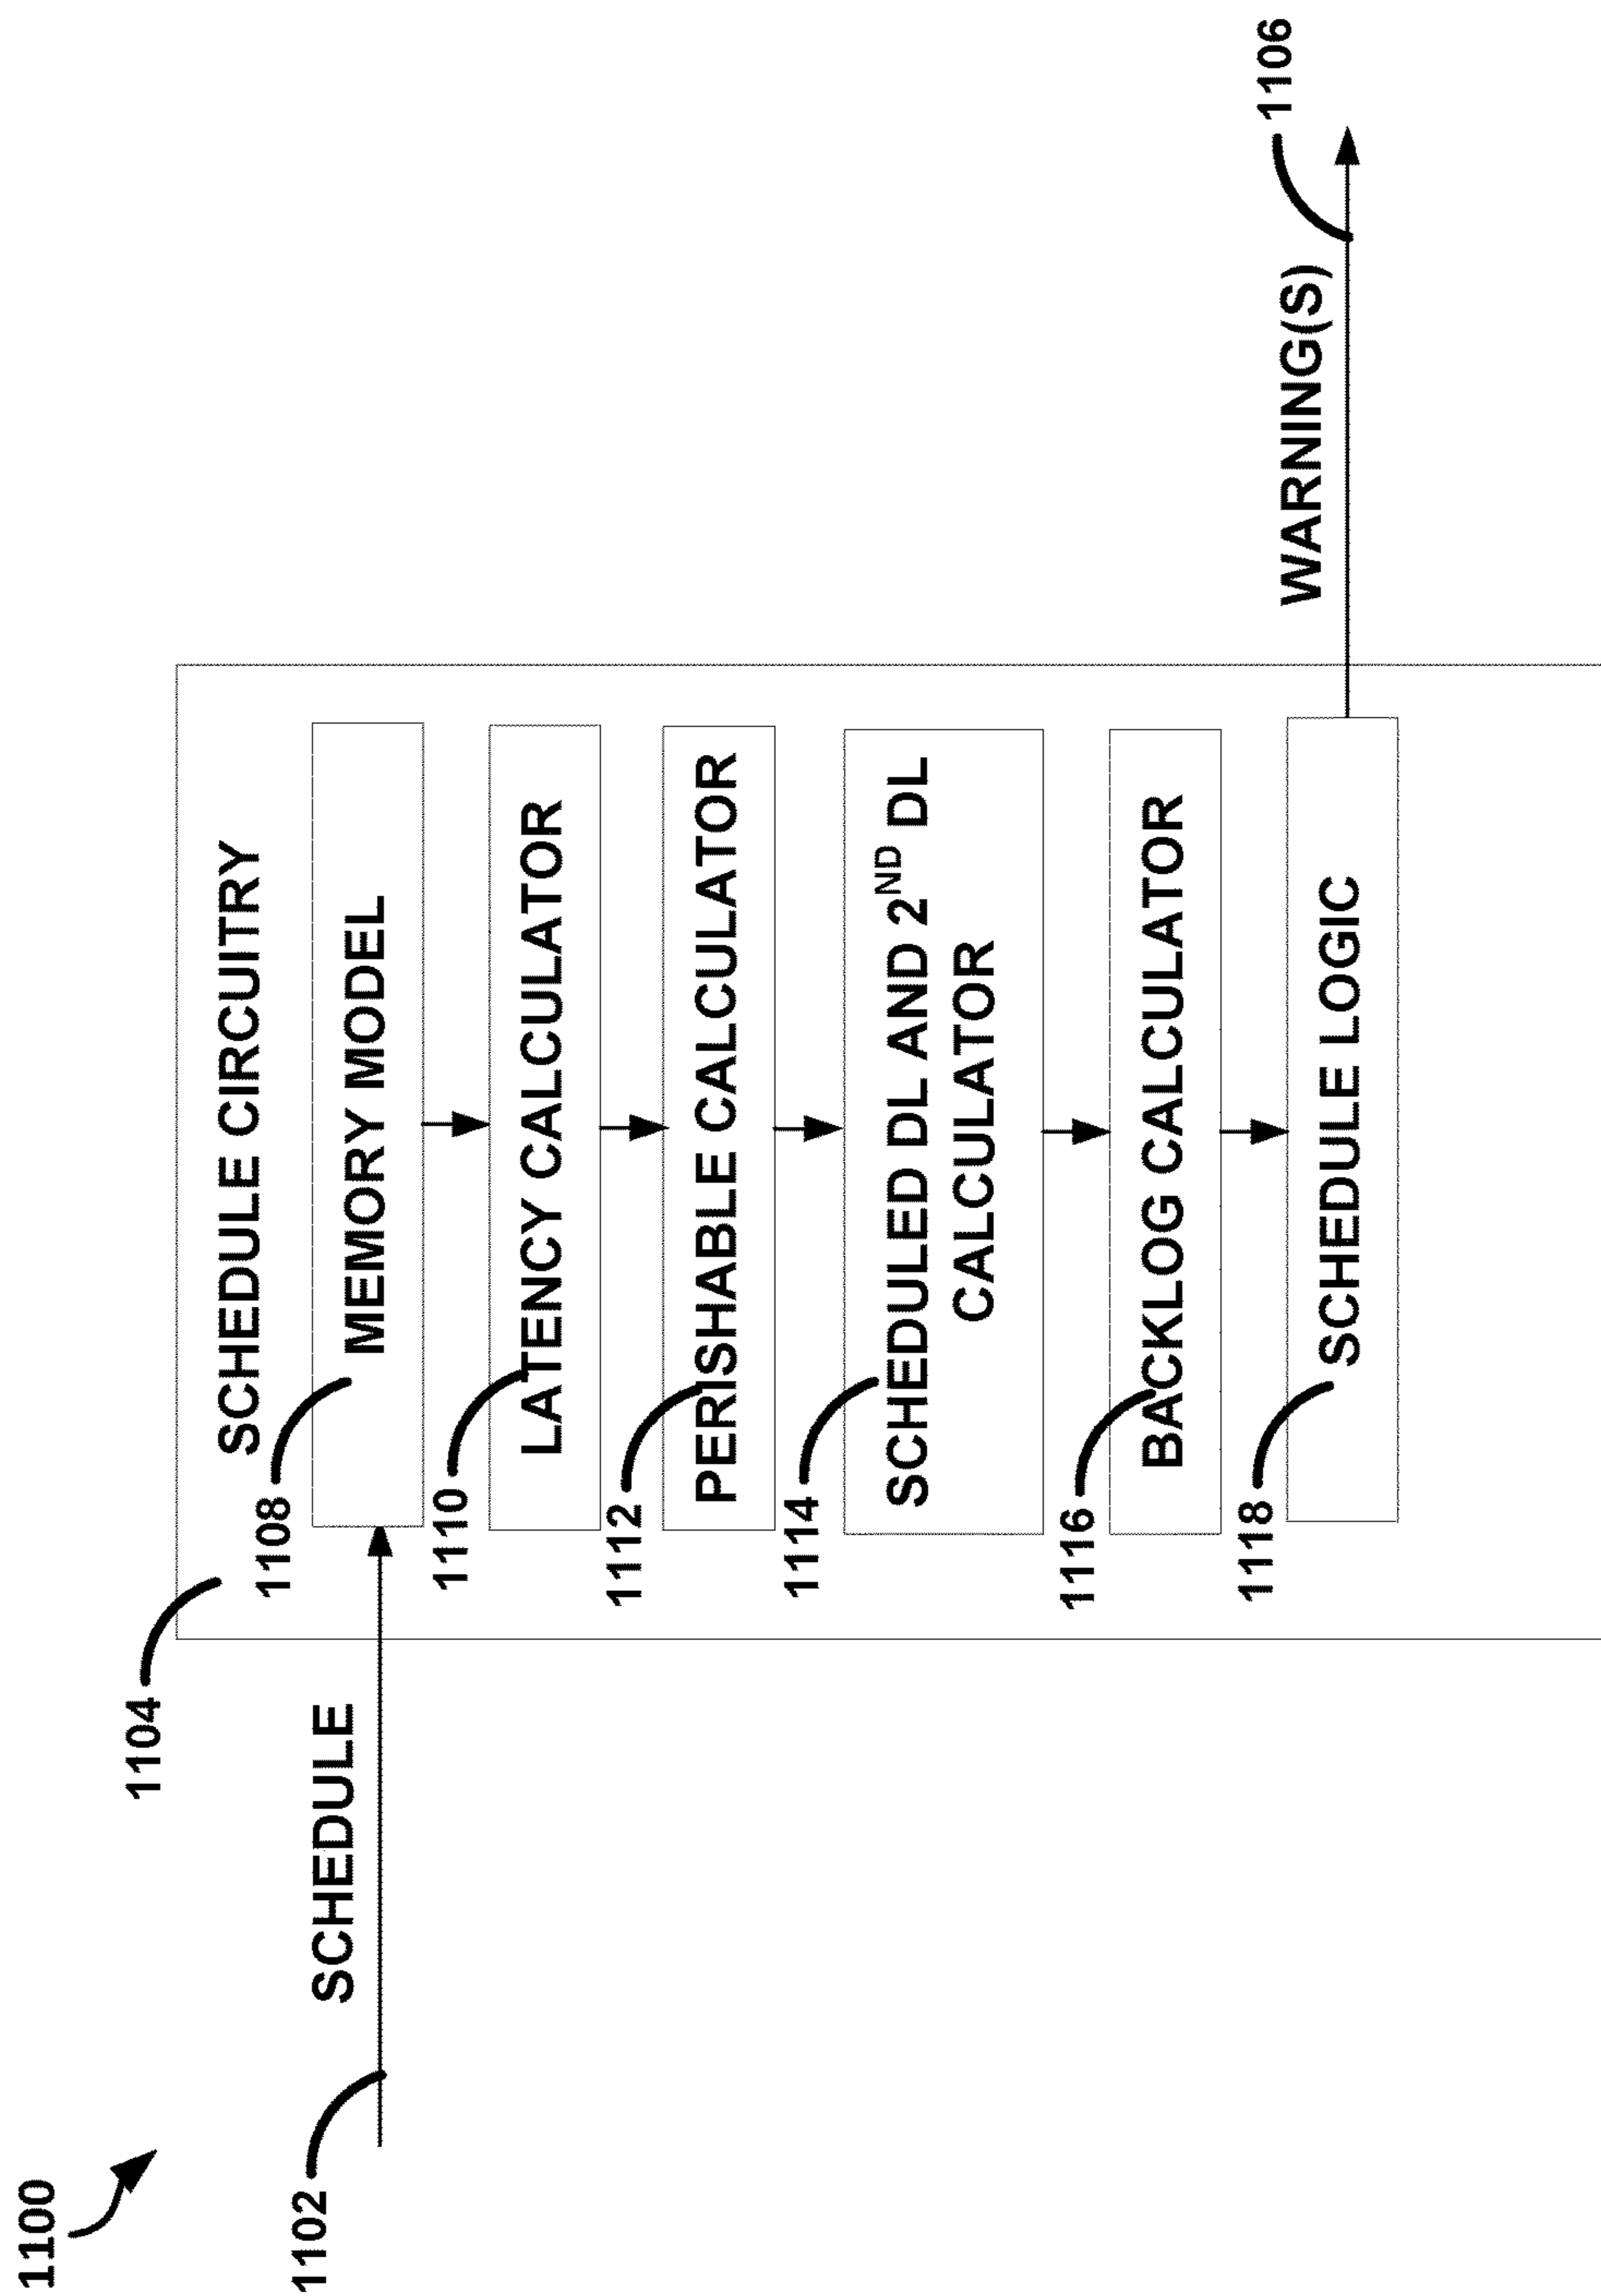 1100
1104
SCHEDULE CIRCUITRY
1102
SCHEDULE
1108
MEMORY MODEL
1110
LATENCY CALCULATOR
1112
PERISHABLE CALCULATOR
1114
SCHEDULED DL AND 2ND DL
CALCULATOR
1116
BACKLOG CALCULATOR
1118
SCHEDULE LOGIC
WARNING(S)
1106